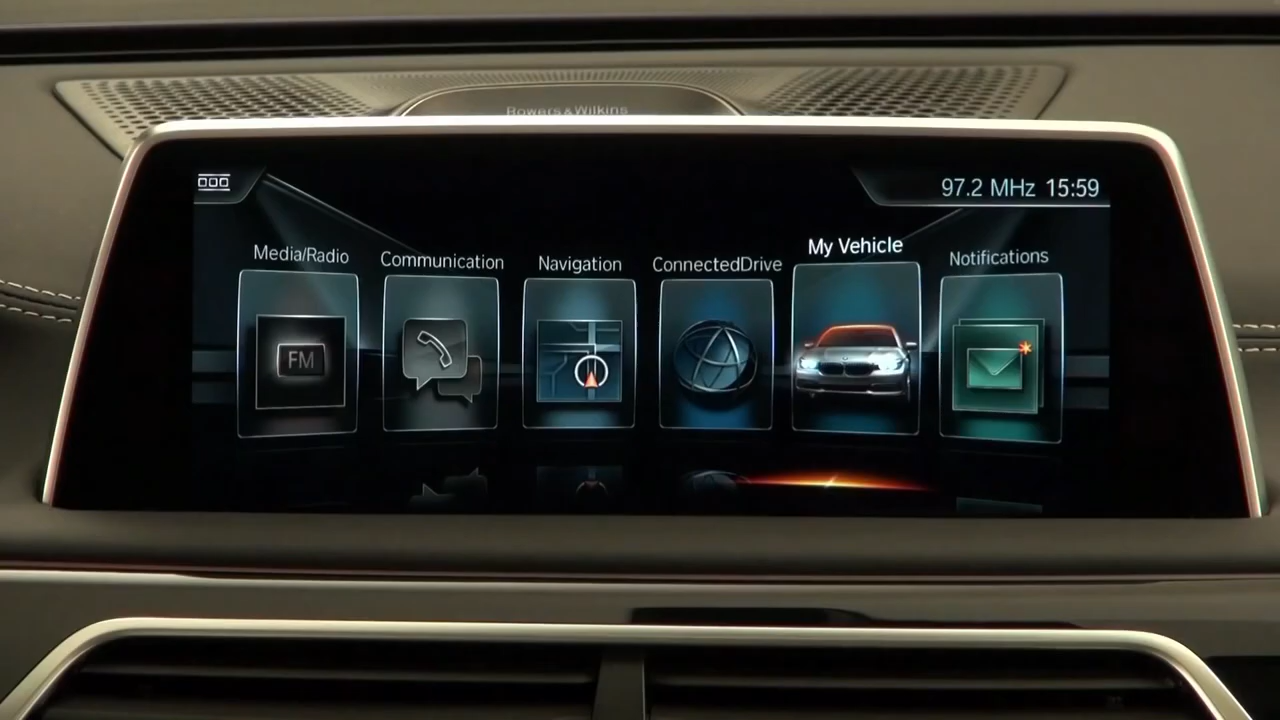 Bowers & Wilkins
97.2 MHz 15:59
Media/Radio
Communication
Navigation
ConnectedDrive
My Vehicle
Notifications
FM